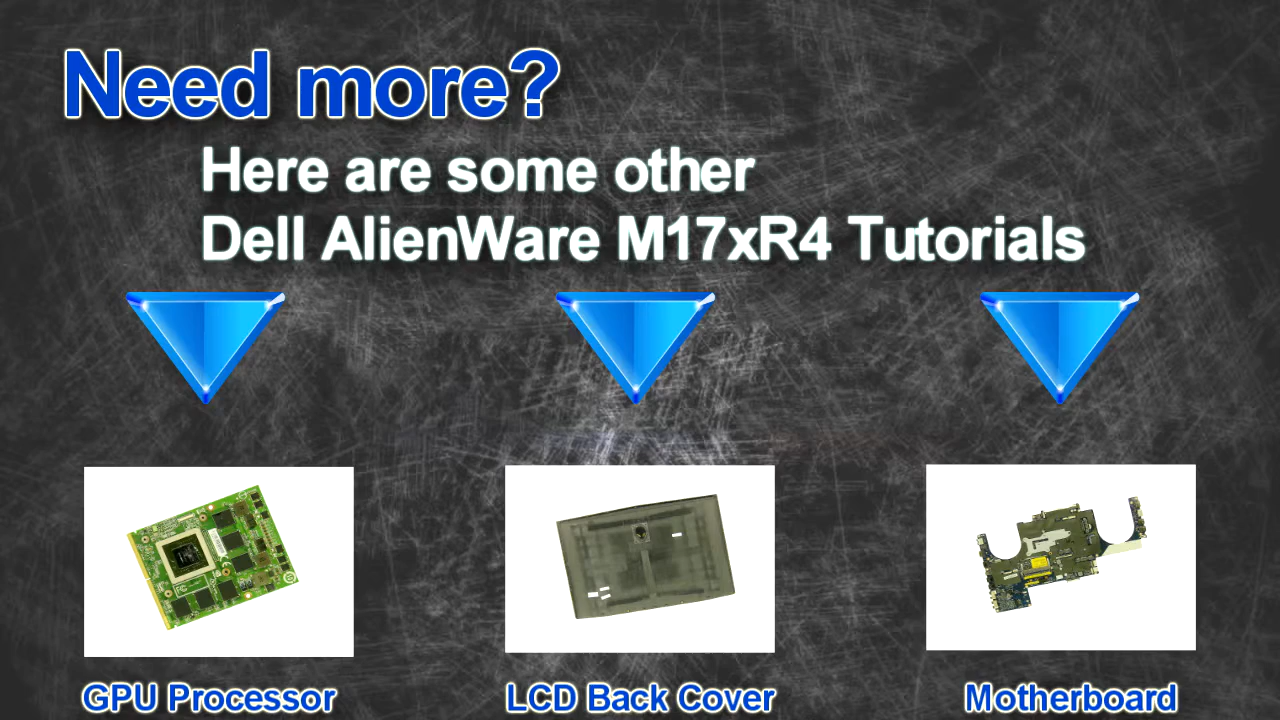 Need more?
Here are some other
Dell AlienWare M17xR4 Tutorials
GPU Processor
LCD Back Cover
Motherboard